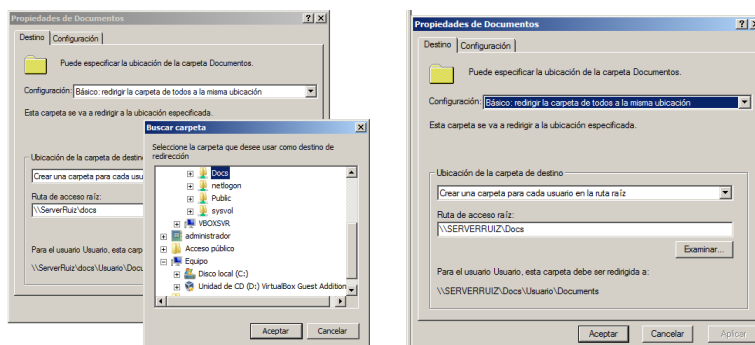 Propiedades de Documentos
Destino
Configuración
Puede especificar la ubicación de la carpeta Documentos.
Configuración:
Básico: redirigir la carpeta de todos a la misma ubicación
Esta carpeta se va a redirigir a la ubicación especificada.
Ubicación de la carpeta de destin
Crear una carpeta para cada usu
Ruta de acceso raíz:
\\ServerRuiz\docs
Para el usuario Usuario, esta carp
\\ServerRuiz\docs\Usuario\Docu
Buscar carpeta
Seleccione la carpeta que desee usar como destino de
redirección
Docs
netlogon
Public
sysvol
VBOXSVR
administrador
Acceso público
Equipo
Disco local (C:)
Unidad de CD (D:) VirtualBox Guest Addition
Aceptar
Cancelar
Propiedades de Documentos
Destino
Configuración
Puede especificar la ubicación de la carpeta Documentos.
Configuración:
Básico: redirigir la carpeta de todos a la misma ubicación
Esta carpeta se va a redirigir a la ubicación especificada.
Ubicación de la carpeta de destino
Crear una carpeta para cada usuario en la ruta raíz
Ruta de acceso raíz:
\\SERVERRUIZ\Docs
Examinar...
Para el usuario Usuario, esta carpeta debe ser redirigida a:
\\SERVERRUIZ\Docs\Usuario\Documents
Aceptar
Cancelar
Aplicar